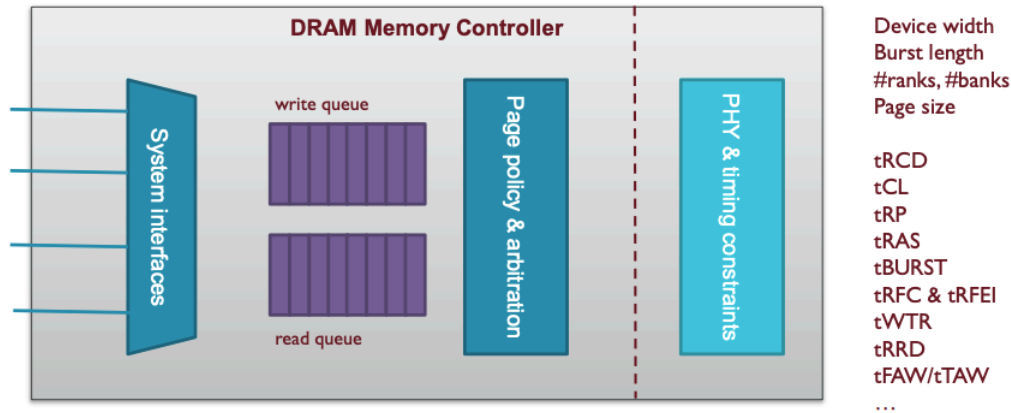 DRAM Memory Controller
System interfaces
write queue
read queue
Page policy & arbitration
PHY & timing constraints
Device width
Burst length
#ranks, #banks
Page size
tRCD
tCL
tRP
tRAS
tBURST
tRFC & tRFEI
tWTR
tRRD
tFAW/tTAW
...